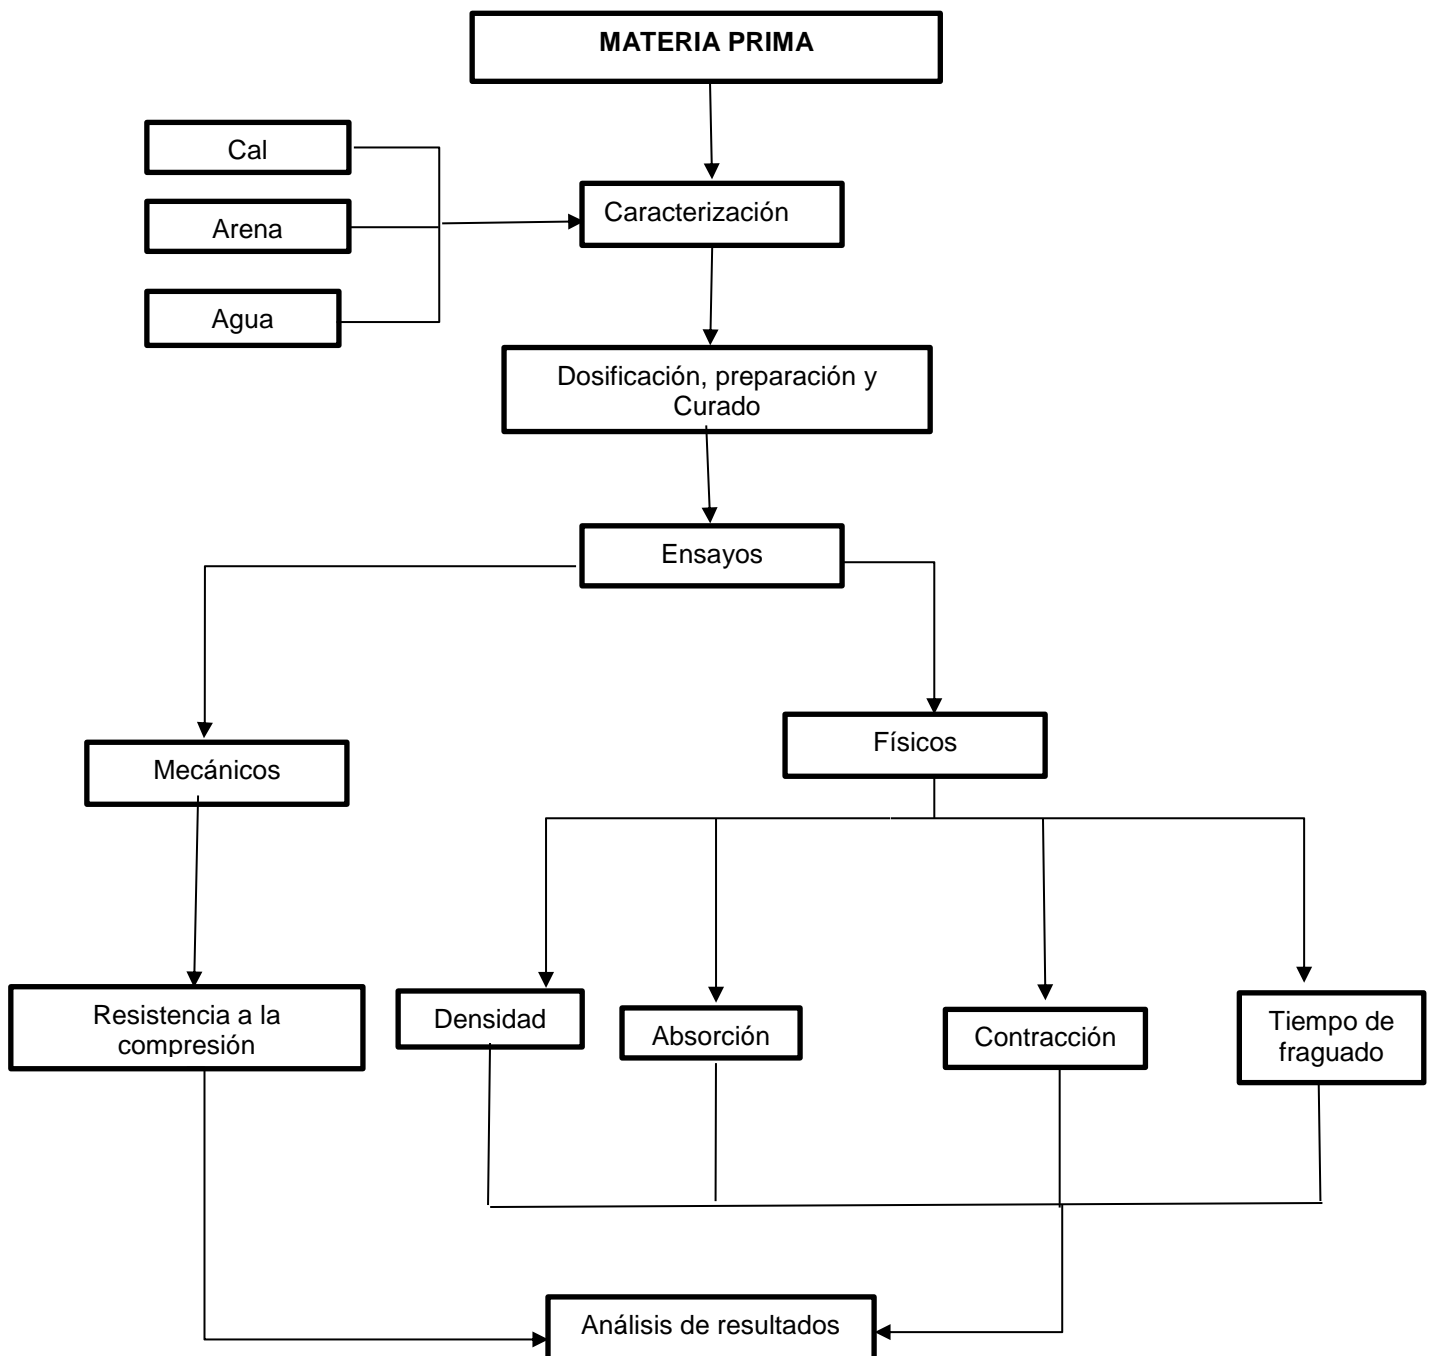 MATERIA PRIMA
Cal
Arena
Agua
Caracterización
Dosificación, preparación y
Curado
Ensayos
Mecánicos
Físicos
Resistencia a la
compresión
Densidad
Absorción
Contracción
Tiempo de
fraguado
Análisis de resultados